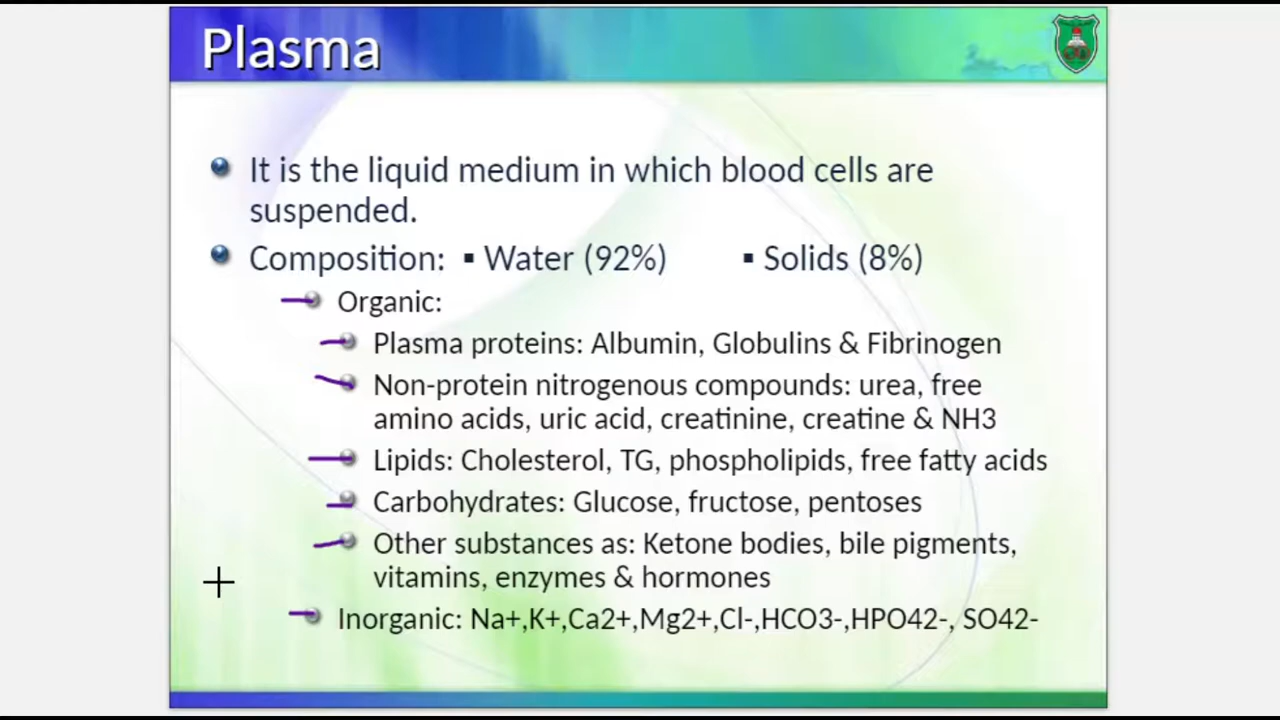 Plasma
It is the liquid medium in which blood cells are
suspended.
Composition: ▪ Water (92%) ▪ Solids (8%)
Organic:
Plasma proteins: Albumin, Globulins & Fibrinogen
Non-protein nitrogenous compounds: urea, free
amino acids, uric acid, creatinine, creatine & NH3
Lipids: Cholesterol, TG, phospholipids, free fatty acids
Carbohydrates: Glucose, fructose, pentoses
Other substances as: Ketone bodies, bile pigments,
vitamins, enzymes & hormones
Inorganic: Na+,K+,Ca2+,Mg2+,Cl-,HCO3-,HPO42-, SO42-